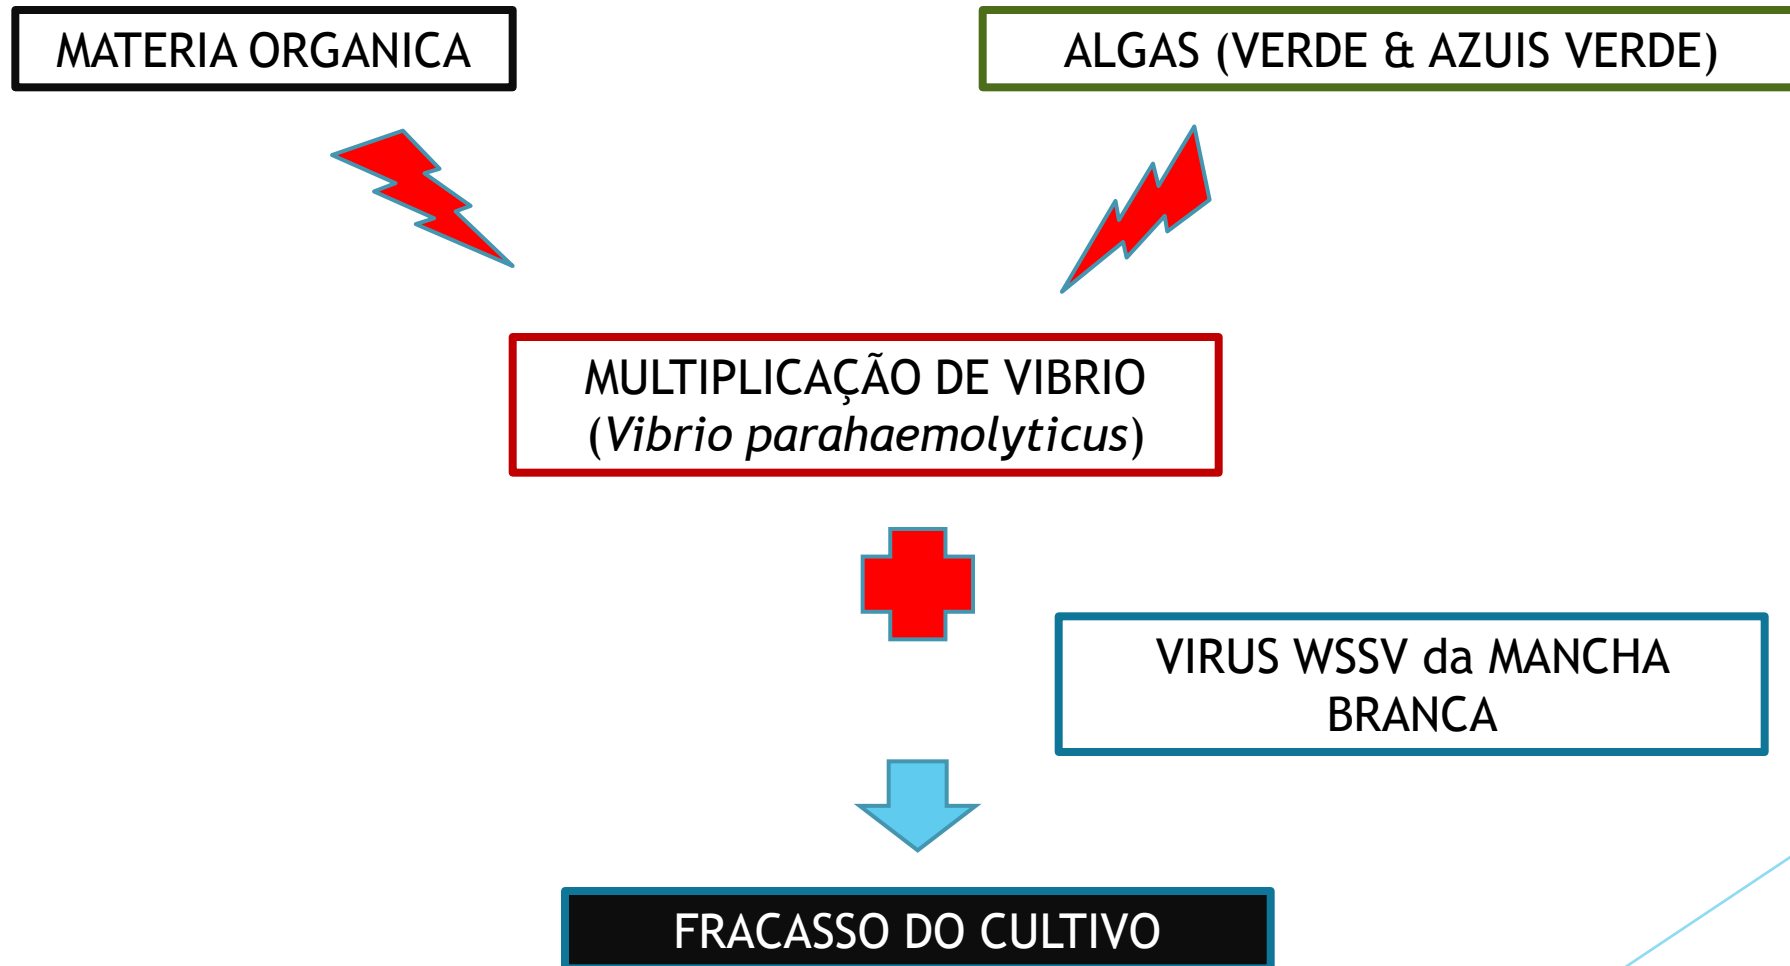 MATERIA ORGANICA
ALGAS (VERDE & AZUIS VERDE)
MULTIPLICAÇÃO DE VIBRIO
(Vibrio parahaemolyticus)
VIRUS WSSV da MANCHA
BRANCA
FRACASSO DO CULTIVO